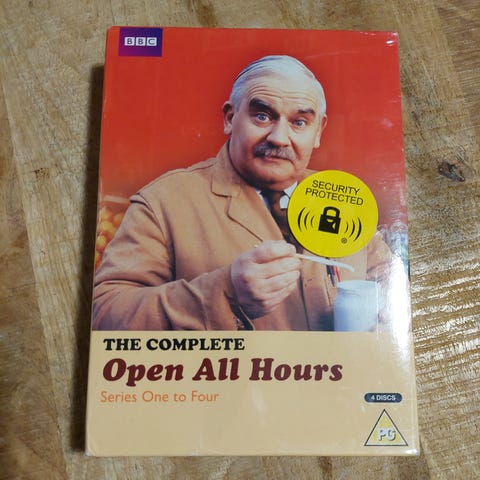 BBC
SECURITY
PROTECTED
®
THE COMPLETE
Open All Hours
Series One to Four
4 DISCS
PG